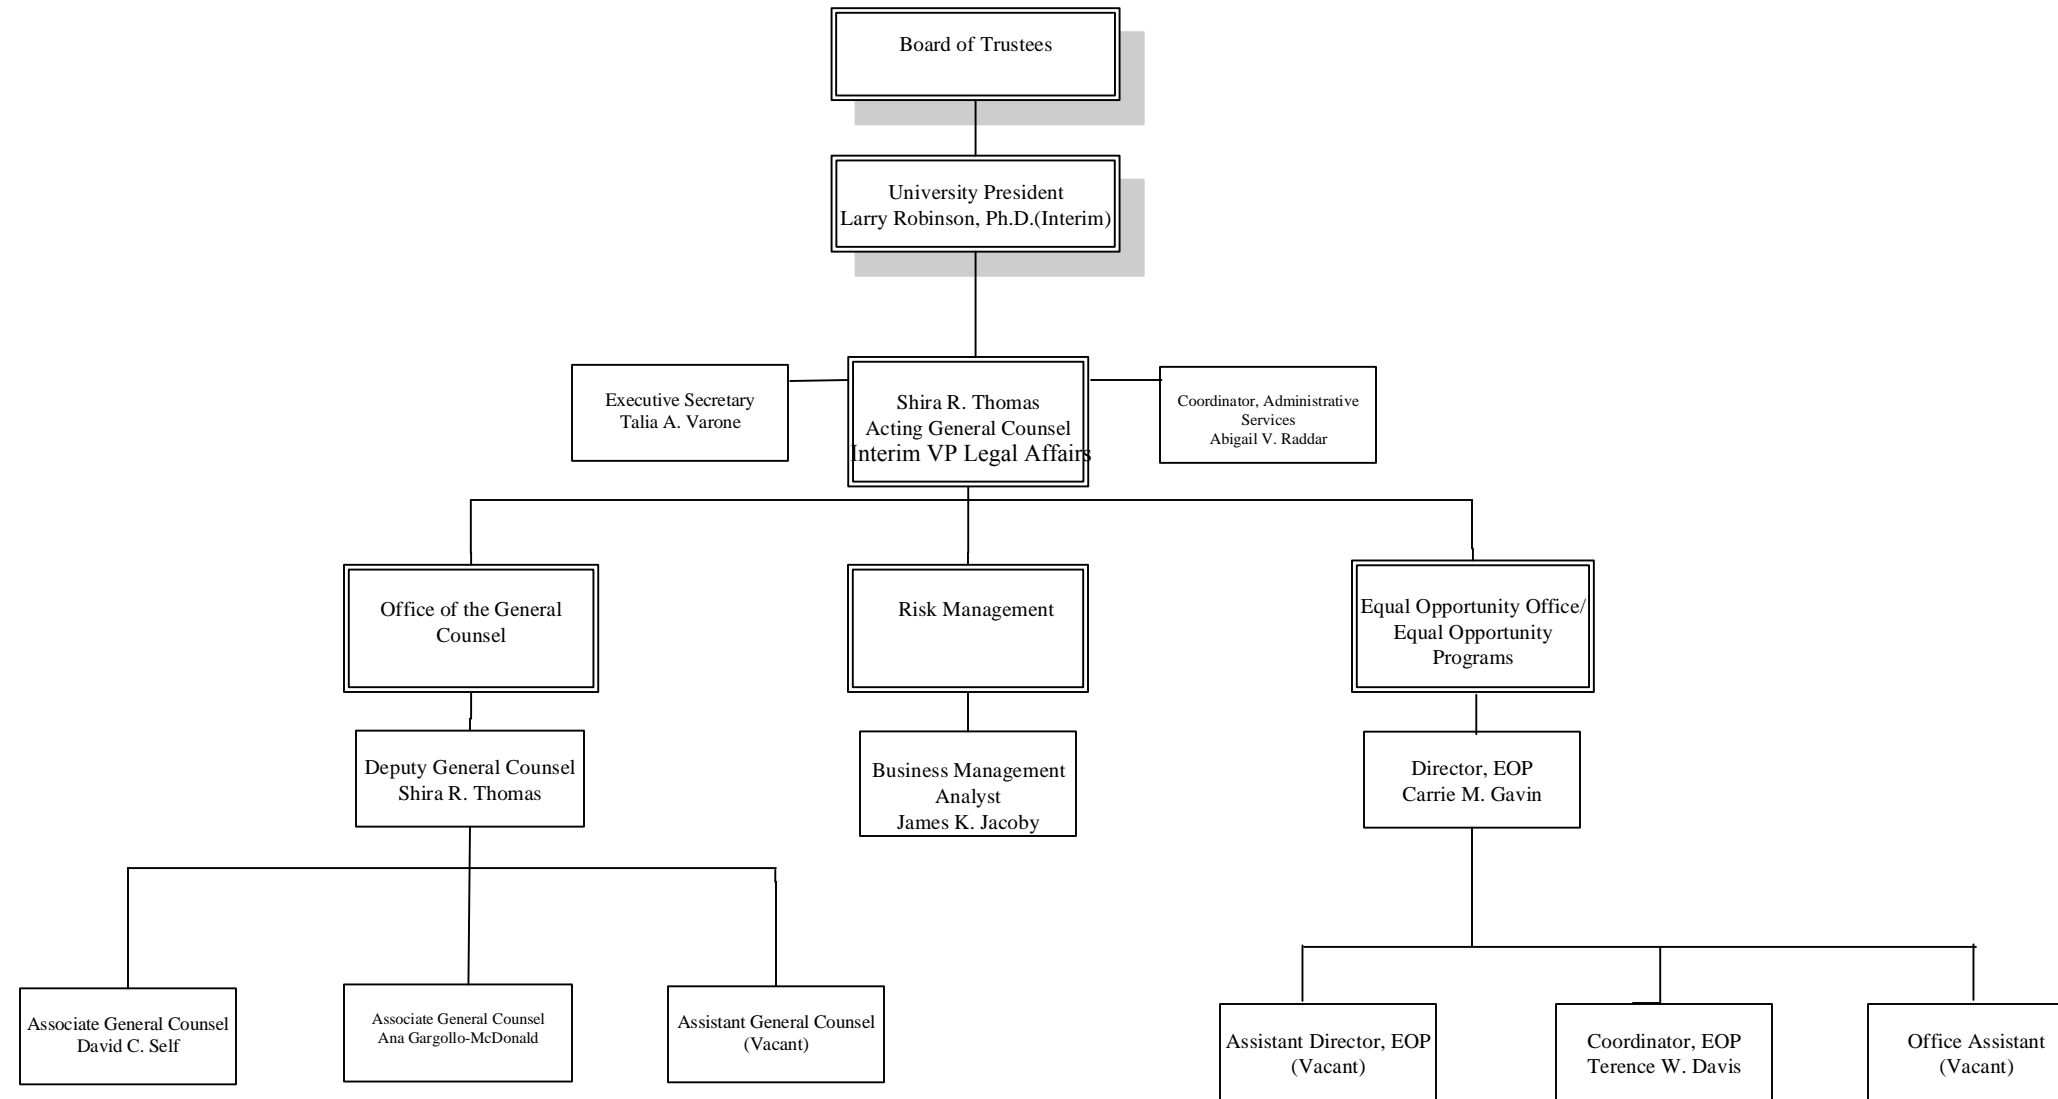 Board of Trustees
University President
Larry Robinson, Ph.D.(Interim)
Executive Secretary
Talia A. Varone
Shira R. Thomas
Acting General Counsel
Interim VP Legal Affairs
Coordinator, Administrative
Services
Abigail V. Raddar
Office of the General
Counsel
Risk Management
Equal Opportunity Office/
Equal Opportunity
Programs
Deputy General Counsel
Shira R. Thomas
Business Management
Analyst
James K. Jacoby
Director, EOP
Carrie M. Gavin
Associate General Counsel
David C. Self
Associate General Counsel
Ana Gargollo-McDonald
Assistant General Counsel
(Vacant)
Assistant Director, EOP
(Vacant)
Coordinator, EOP
Terence W. Davis
Office Assistant
(Vacant)